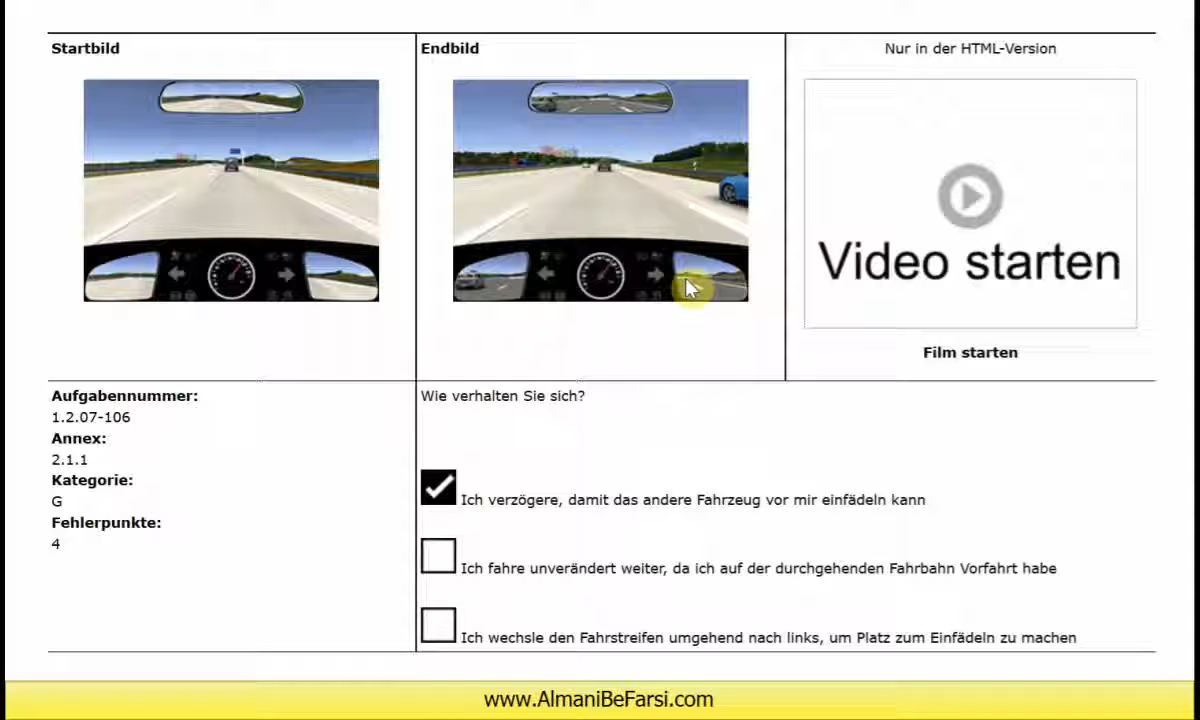 Startbild
Endbild
Nur in der HTML-Version
Video starten
Film starten
Aufgabennummer:
1.2.07-106
Annex:
2.1.1
Kategorie:
G
Fehlerpunkte:
4
Wie verhalten Sie sich?
Ich verzögere, damit das andere Fahrzeug vor mir einfädeln kann
Ich fahre unverändert weiter, da ich auf der durchgehenden Fahrbahn Vorfahrt habe
Ich wechsle den Fahrstreifen umgehend nach links, um Platz zum Einfädeln zu machen
www.AlmaniBeFarsi.com